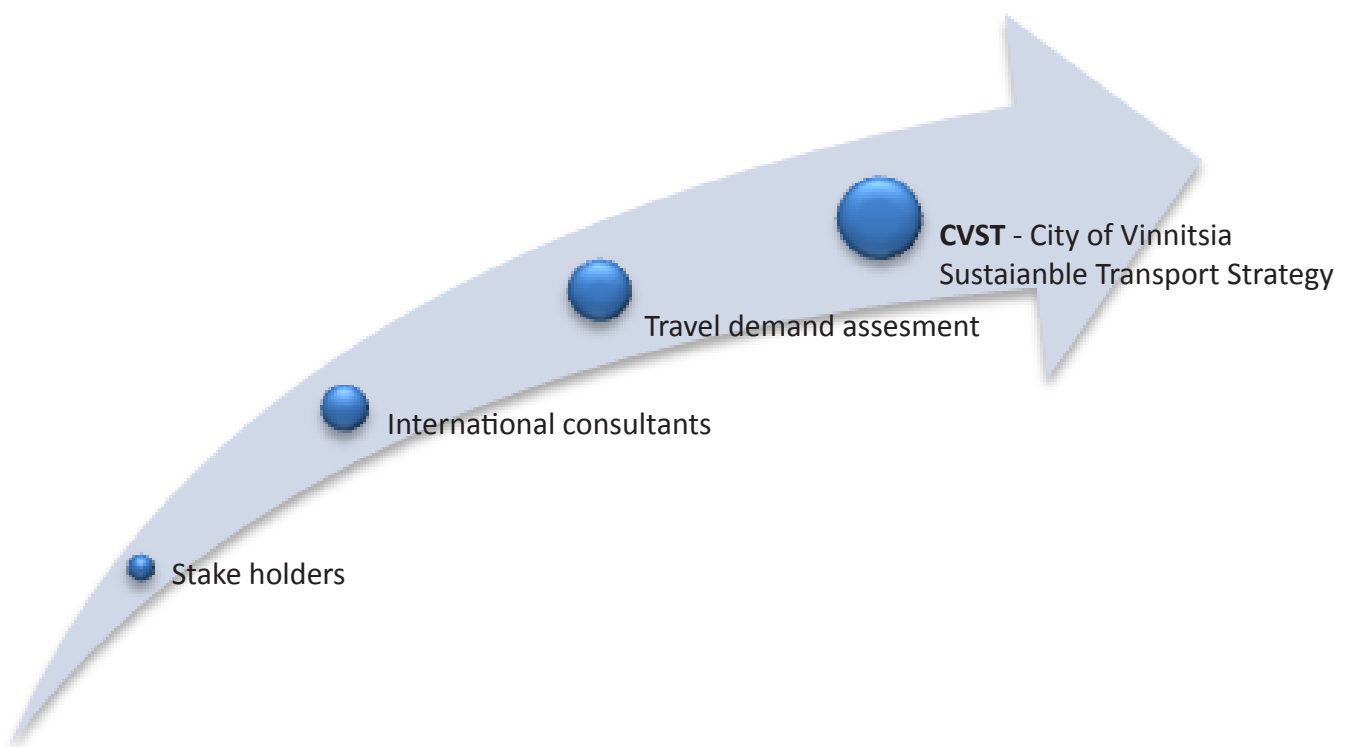 CVST - City of Vinnitsia
Sustaianble Transport Strategy
Travel demand assesment
International consultants
Stake holders